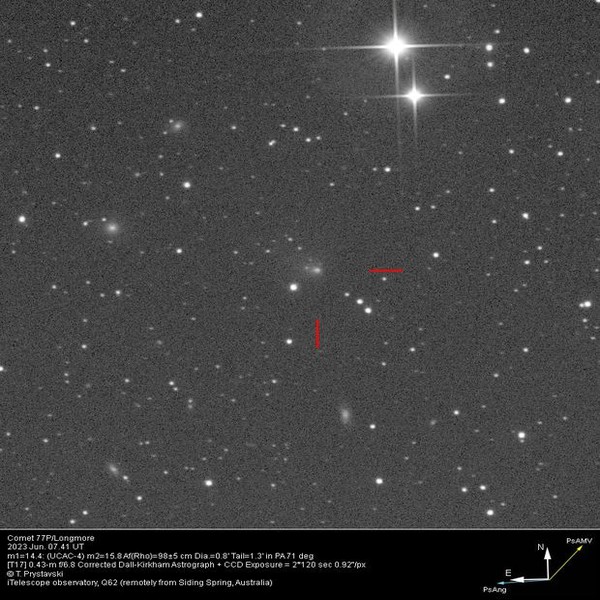 Comet 77P/Longmore
2023 Jun. 07.41 UT
m1=14.4: (UCAC-4) m2=15.8 Af(Rho)=98±5 cm Dia.=0.8' Tail=1.3' in PA 71 deg
[T17] 0.43-m f/6.8 Corrected Dall-Kirkham Astrograph + CCD Exposure = 2*120 sec 0.92"/px
© T. Prystavski
iTelescope observatory, Q62 (remotely from Siding Spring, Australia)
PsAMV
N
E
PsAng